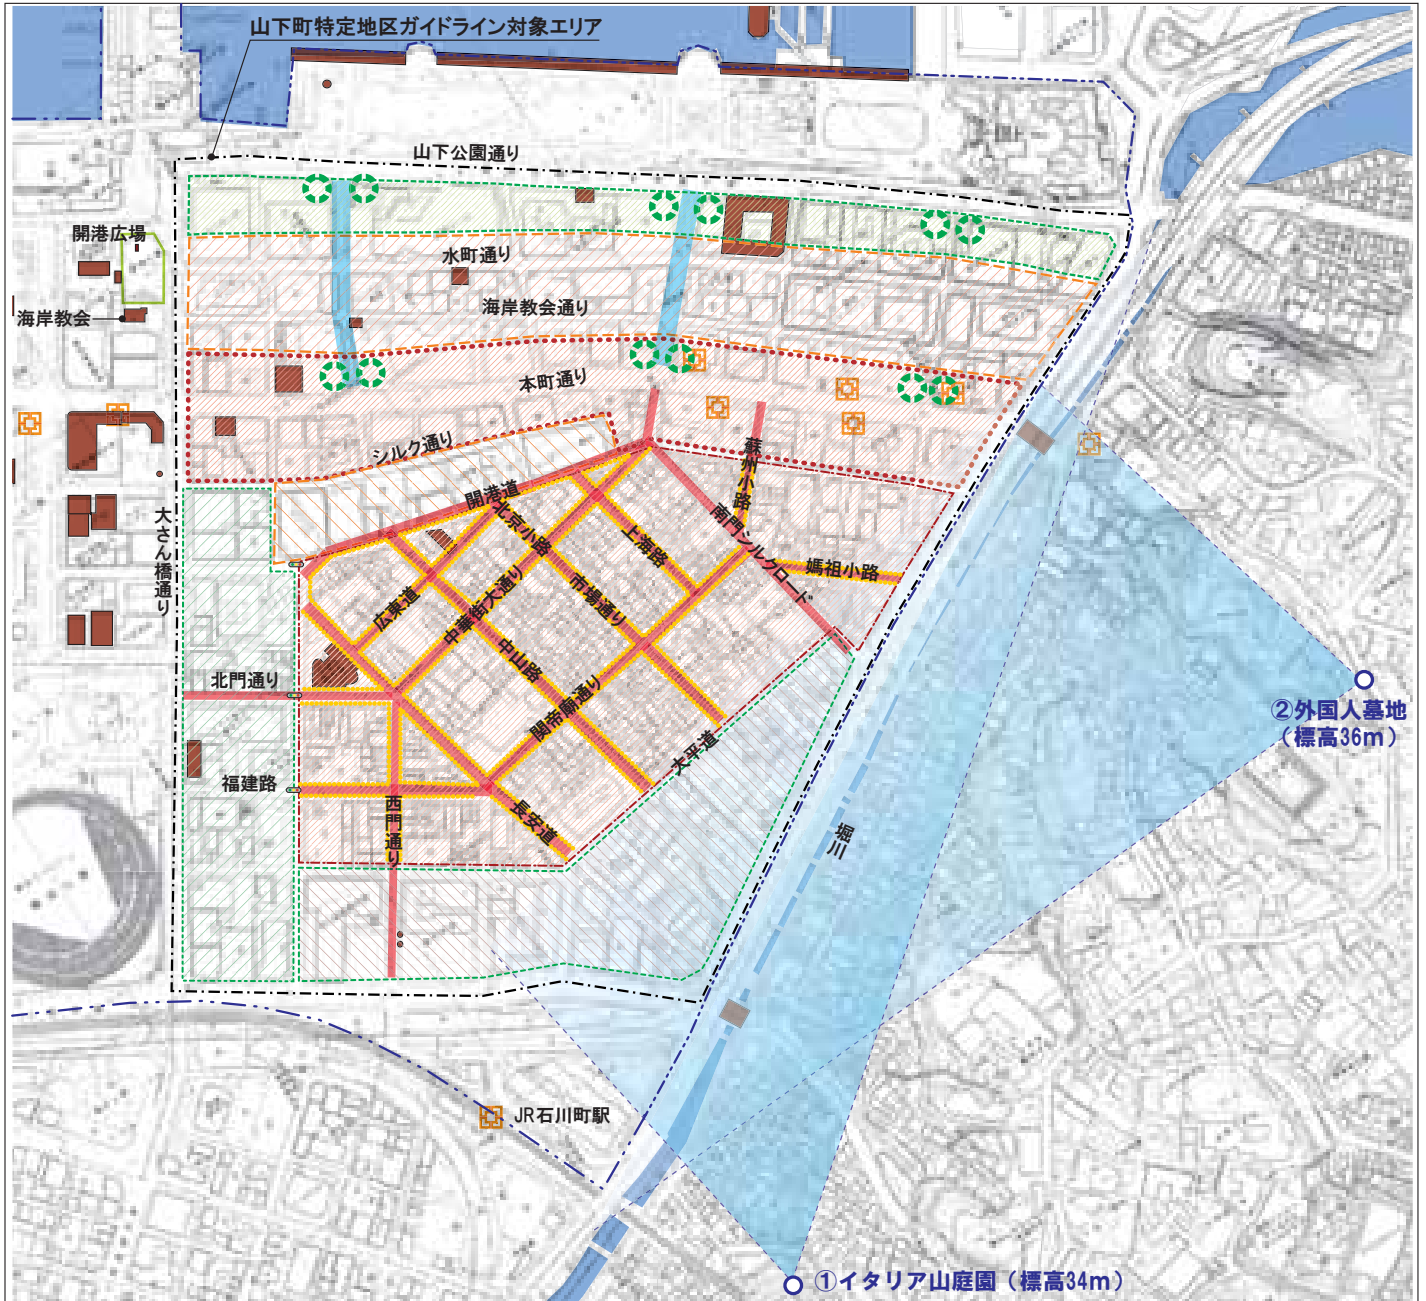 山下町特定地区ガイドライン対象エリア
山下公園通り
開港広場
水町通り
海岸教会通り
海岸教会
本町通り
シルク通り
蘇州小路
開港道
北京小路
南門シルクロード
大さん橋通り
上海路
媽祖小路
市場通り
広東道
中華街大通り
中山路
北門通り
関帝廟通り
②外国人墓地
(標高36m)
太平道
福建路
西門通り
長安道
堀川
JR石川町駅
①イタリア山庭園(標高34m)